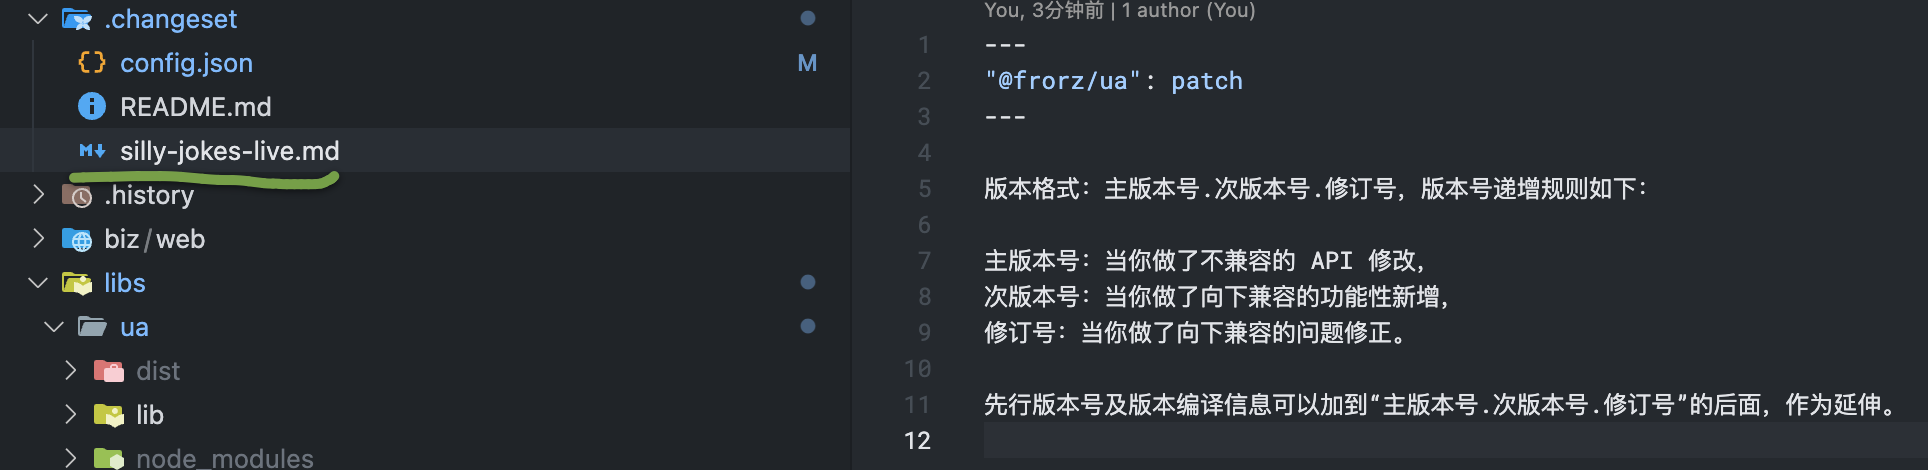 .changeset
config.json
M
README.md
silly-jokes-live.md
.history
biz/web
libs
ua
dist
lib
node_modules
You, 3分钟前 | 1 author (You)
1 ---
2 "@frorz/ua": patch
3 ---
4
5 版本格式：主版本号.次版本号.修订号，版本号递增规则如下：
6
7 主版本号：当你做了不兼容的 API 修改，
8 次版本号：当你做了向下兼容的功能性新增，
9 修订号：当你做了向下兼容的问题修正。
10
11 先行版本号及版本编译信息可以加到“主版本号.次版本号.修订号”的后面，作为延伸。
12